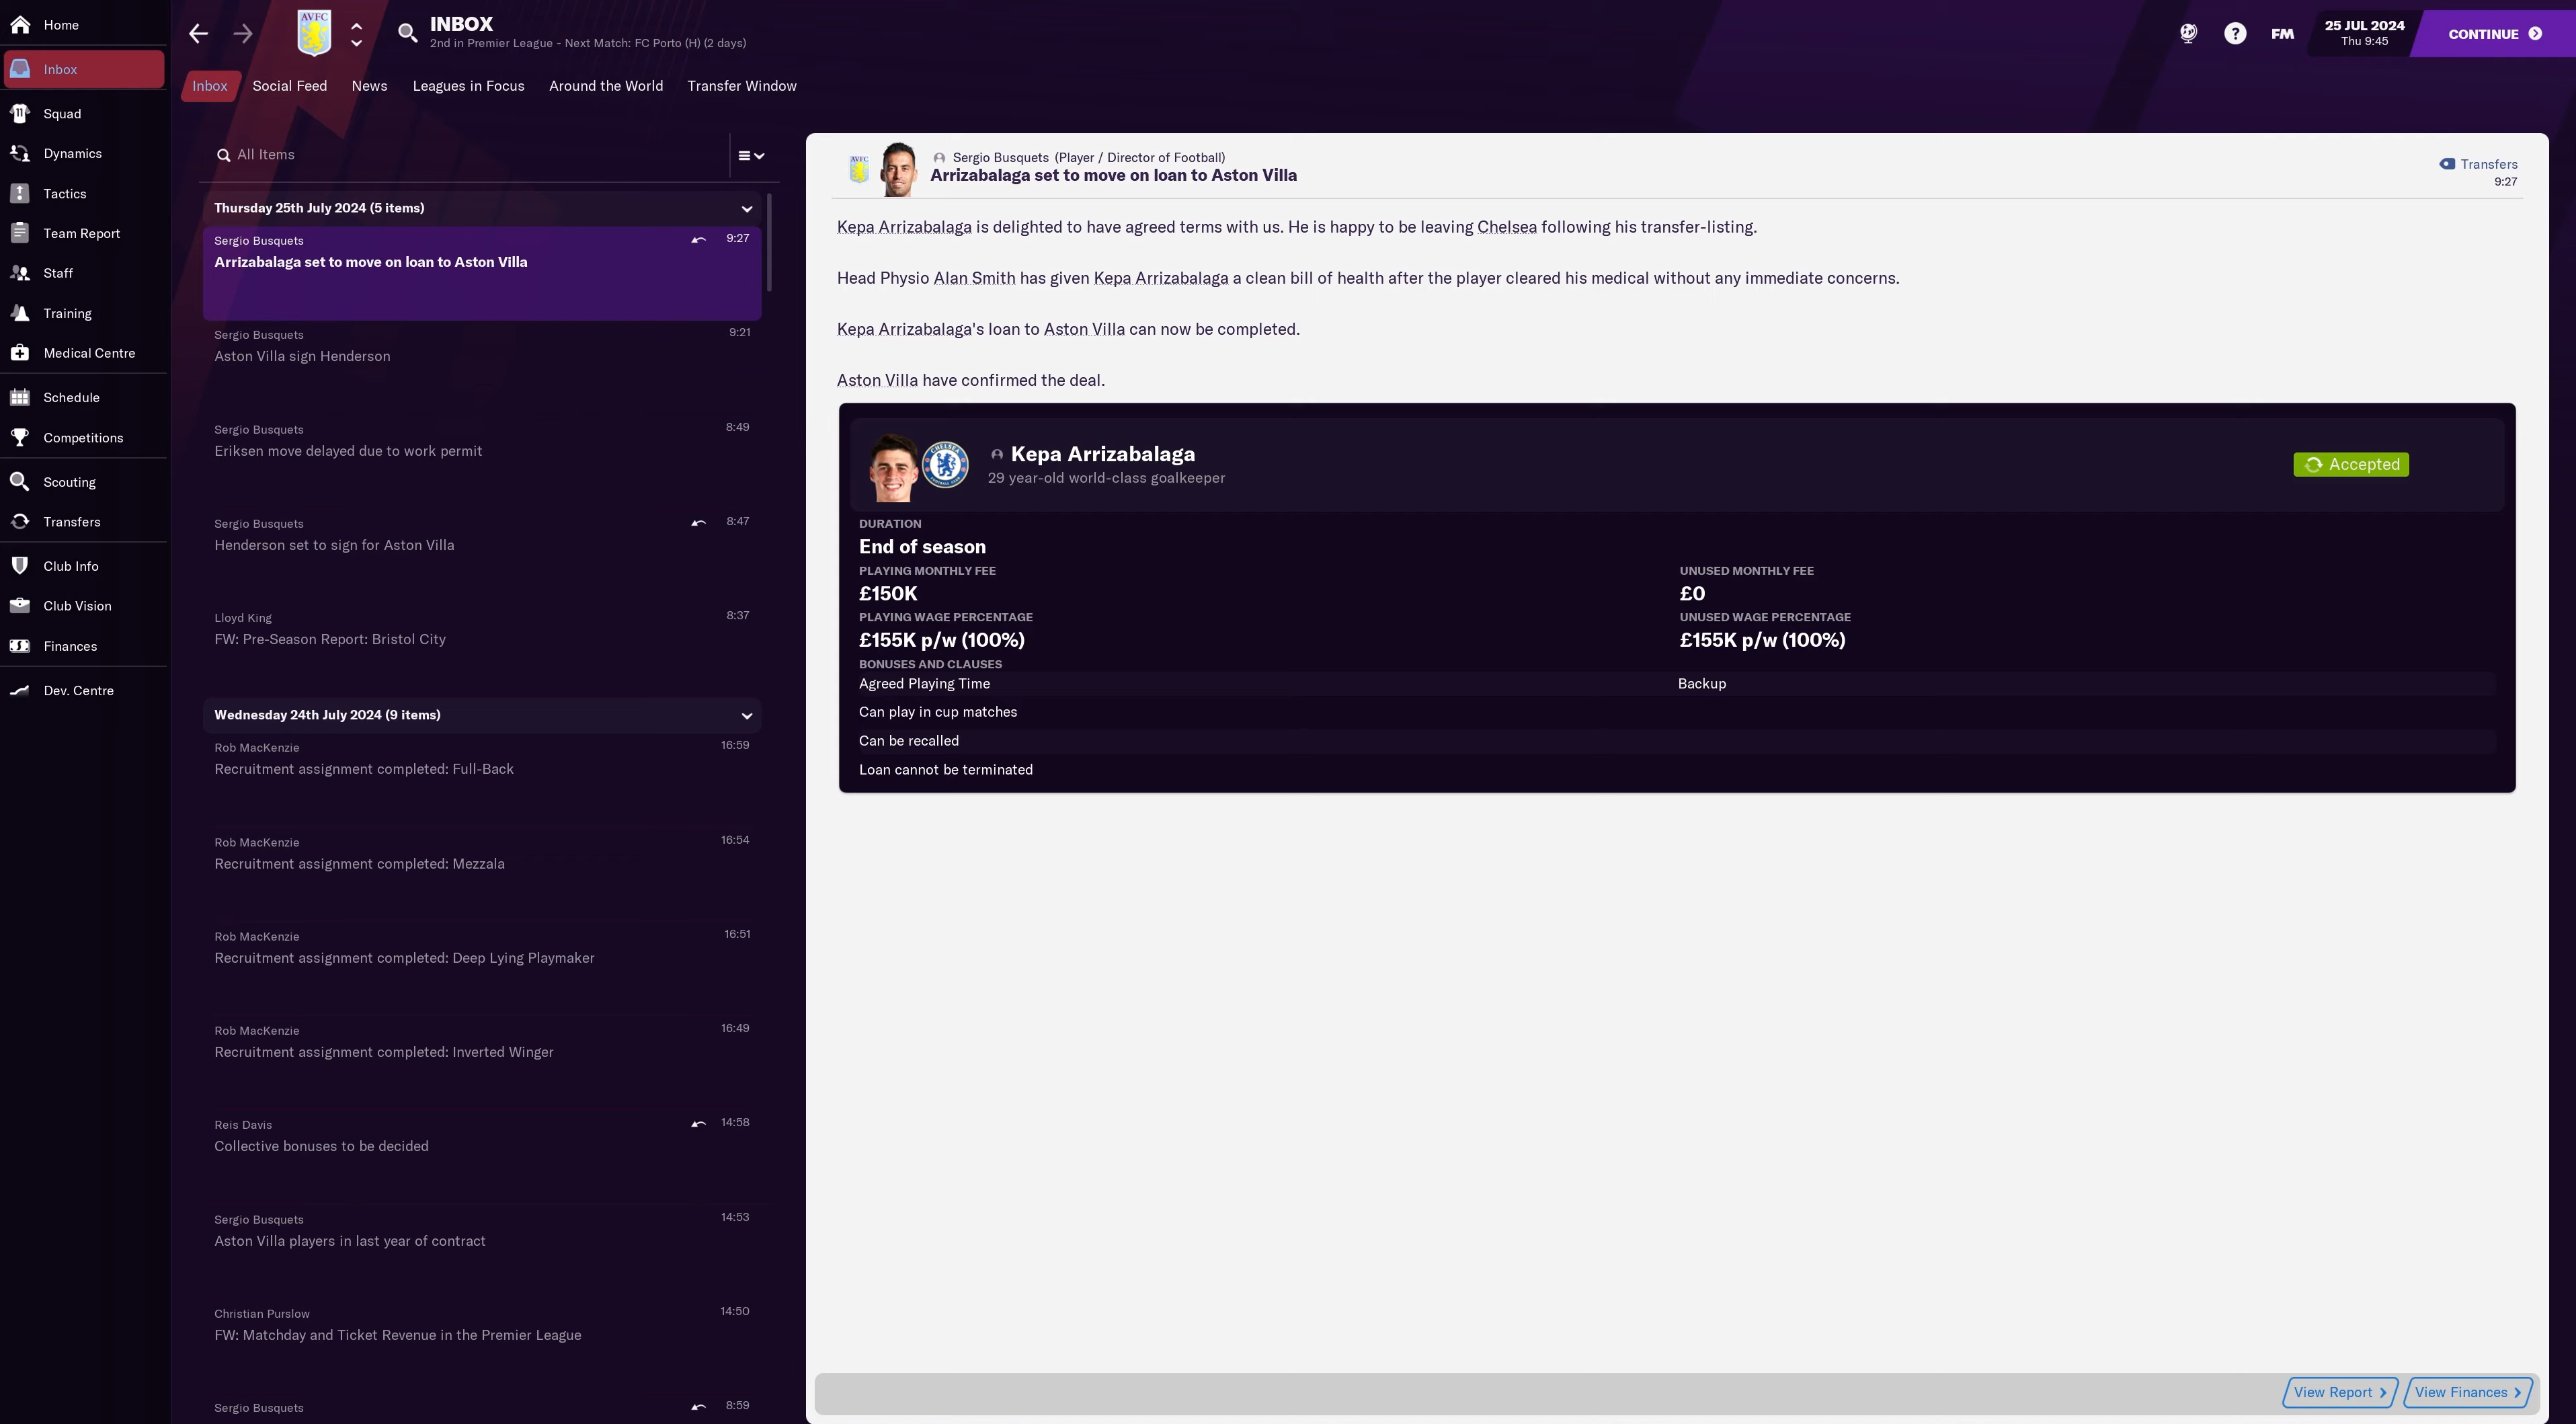 Home
Inbox
Squad
Dynamics
Tactics
Team Report
Staff
Training
Medical Centre
Schedule
Competitions
Scouting
Transfers
Club Info
Club Vision
Finances
Dev. Centre
AVFC
INBOX
2nd in Premier League - Next Match: FC Porto (H) (2 days)
?
FM
25 JUL 2024
Thu 9:45
CONTINUE
Inbox
Social Feed
News
Leagues in Focus
Around the World
Transfer Window
All Items
Thursday 25th July 2024 (5 items)
Sergio Busquets 9:27
Arrizabalaga set to move on loan to Aston Villa
Sergio Busquets 9:21
Aston Villa sign Henderson
Sergio Busquets 8:49
Eriksen move delayed due to work permit
Sergio Busquets 8:47
Henderson set to sign for Aston Villa
Lloyd King 8:37
FW: Pre-Season Report: Bristol City
Wednesday 24th July 2024 (9 items)
Rob MacKenzie 16:59
Recruitment assignment completed: Full-Back
Rob MacKenzie 16:54
Recruitment assignment completed: Mezzala
Rob MacKenzie 16:51
Recruitment assignment completed: Deep Lying Playmaker
Rob MacKenzie 16:49
Recruitment assignment completed: Inverted Winger
Reis Davis 14:58
Collective bonuses to be decided
Sergio Busquets 14:53
Aston Villa players in last year of contract
Christian Purslow 14:50
FW: Matchday and Ticket Revenue in the Premier League
Sergio Busquets 8:59
AVFC
Sergio Busquets (Player / Director of Football)
Arrizabalaga set to move on loan to Aston Villa
Transfers
9:27
Kepa Arrizabalaga is delighted to have agreed terms with us. He is happy to be leaving Chelsea following his transfer-listing.
Head Physio Alan Smith has given Kepa Arrizabalaga a clean bill of health after the player cleared his medical without any immediate concerns.
Kepa Arrizabalaga's loan to Aston Villa can now be completed.
Aston Villa have confirmed the deal.
Kepa Arrizabalaga
29 year-old world-class goalkeeper
Accepted
DURATION
End of season
PLAYING MONTHLY FEE UNUSED MONTHLY FEE
£150K £0
PLAYING WAGE PERCENTAGE UNUSED WAGE PERCENTAGE
£155K p/w (100%) £155K p/w (100%)
BONUSES AND CLAUSES
Agreed Playing Time Backup
Can play in cup matches
Can be recalled
Loan cannot be terminated
View Report
View Finances